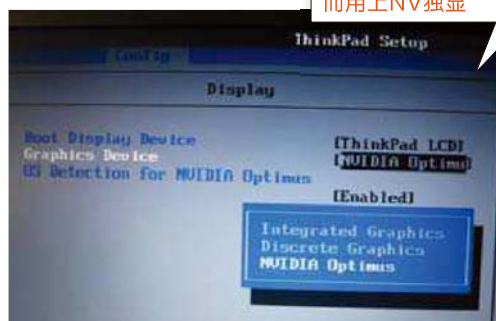 而用上NV独显
ThinkPad Setup
Config
Display
Boot Display Device [ThinkPad LCD]
Graphics Device [NVIDIA Optimu
OS Detection for NVIDIA Optimus
[Enabled]
Integrated Graphics
Discrete Graphics
NVIDIA Optimus